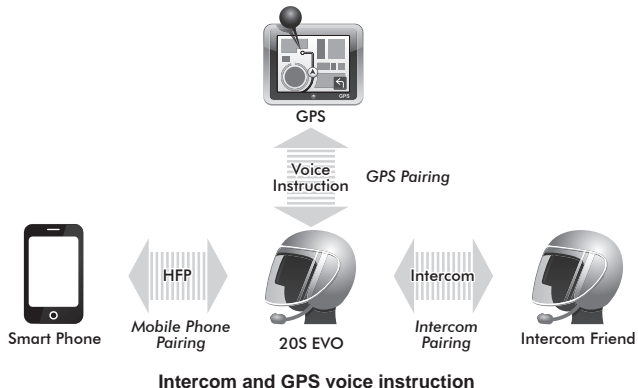 GPS
GPS
Voice
Instruction
GPS Pairing
HFP
Intercom
Smart Phone
Mobile Phone
Pairing
20S EVO
Intercom
Pairing
Intercom Friend
Intercom and GPS voice instruction